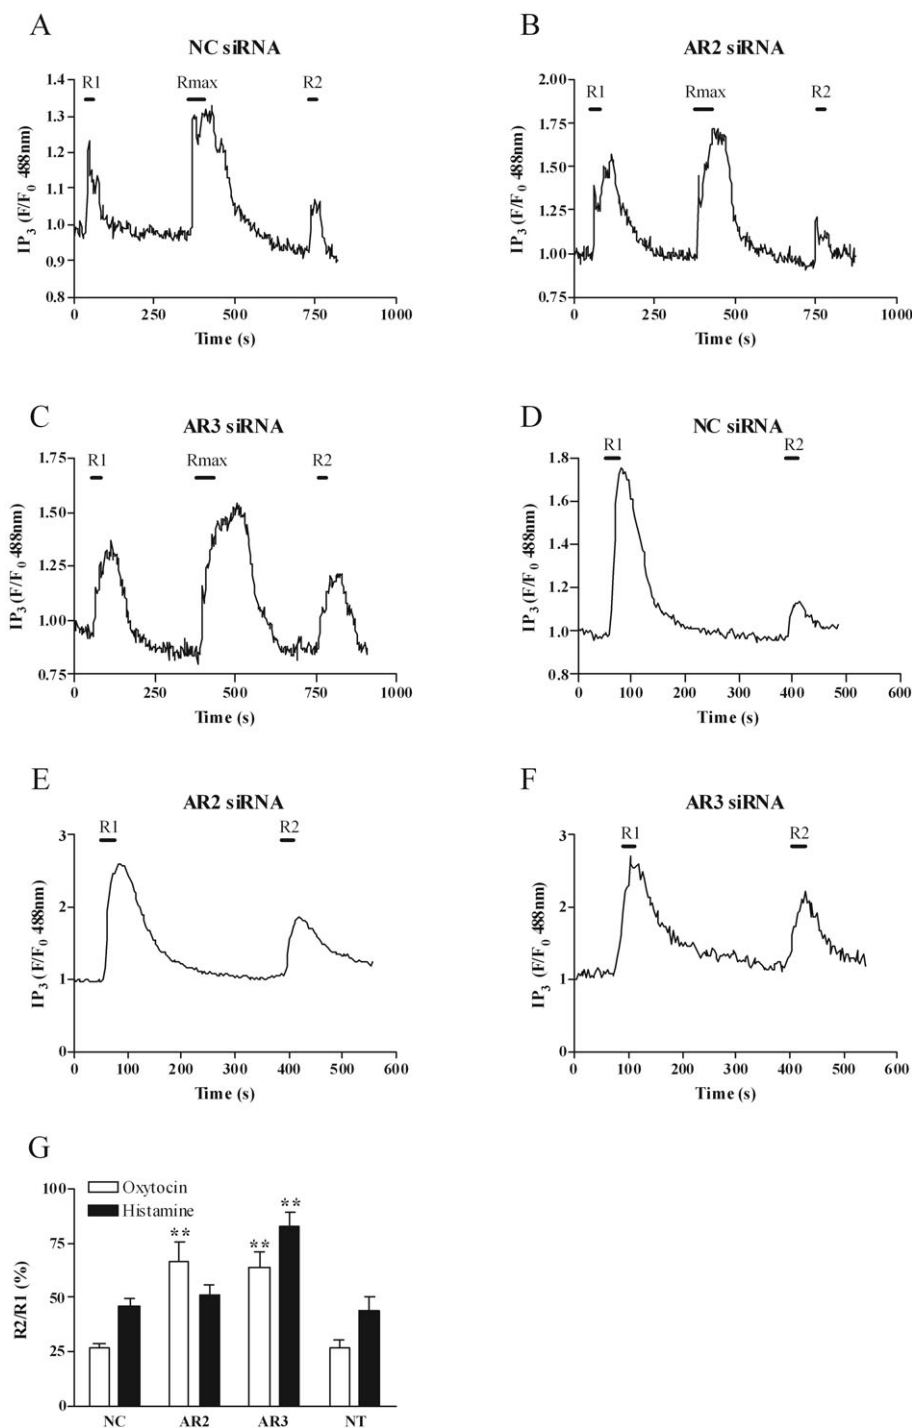 A
NC siRNA
R1 Rmax R2
1.4
1.3
1.2
1.1
1.0
0.9
0.8
IP3 (F/F0 488nm)
0 250 500 750 1000
Time (s)
B
AR2 siRNA
R1 Rmax R2
2.00
1.75
1.50
1.25
1.00
0.75
IP3 (F/F0 488nm)
0 250 500 750 1000
Time (s)
C
AR3 siRNA
R1 Rmax R2
1.75
1.50
1.25
1.00
0.75
IP3 (F/F0 488nm)
0 250 500 750 1000
Time (s)
D
NC siRNA
R1 R2
1.8
1.6
1.4
1.2
1.0
0.8
IP3 (F/F0 488nm)
0 100 200 300 400 500 600
Time (s)
E
AR2 siRNA
R1 R2
3
2
1
0
IP3 (F/F0 488nm)
0 100 200 300 400 500 600
Time (s)
F
AR3 siRNA
R1 R2
3
2
1
0
IP3 (F/F0 488nm)
0 100 200 300 400 500 600
Time (s)
G
Oxytocin
Histamine
100
75
50
25
0
R2/R1 (%)
** ** **
NC AR2 AR3 NT